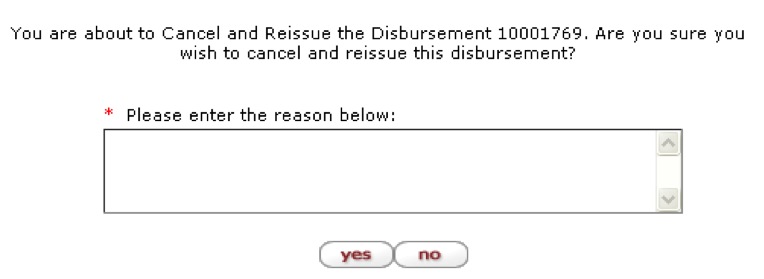 You are about to Cancel and Reissue the Disbursement 10001769. Are you sure you
wish to cancel and reissue this disbursement?
* Please enter the reason below:
yes no